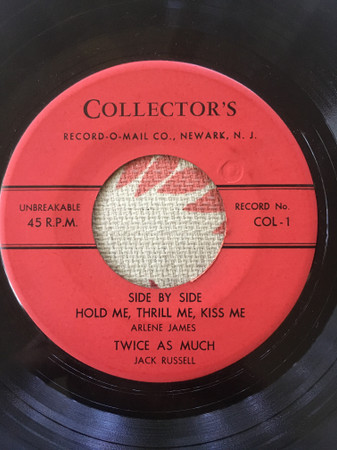 COLLECTOR'S
RECORD-O-MAIL CO., NEWARK, N. J.
UNBREAKABLE
45 R.P.M.
RECORD No.
COL-1
SIDE BY SIDE
HOLD ME, THRILL ME, KISS ME
ARLENE JAMES
TWICE AS MUCH
JACK RUSSELL